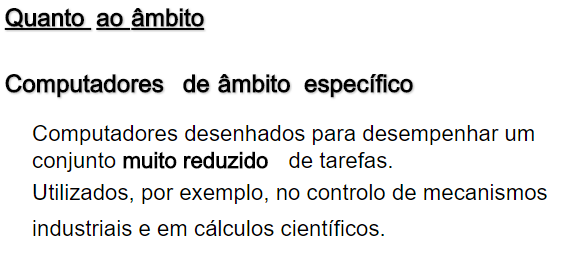 Quanto ao âmbito
Computadores de âmbito específico
Computadores desenhados para desempenhar um
conjunto muito reduzido de tarefas.
Utilizados, por exemplo, no controlo de mecanismos
industriais e em cálculos científicos.